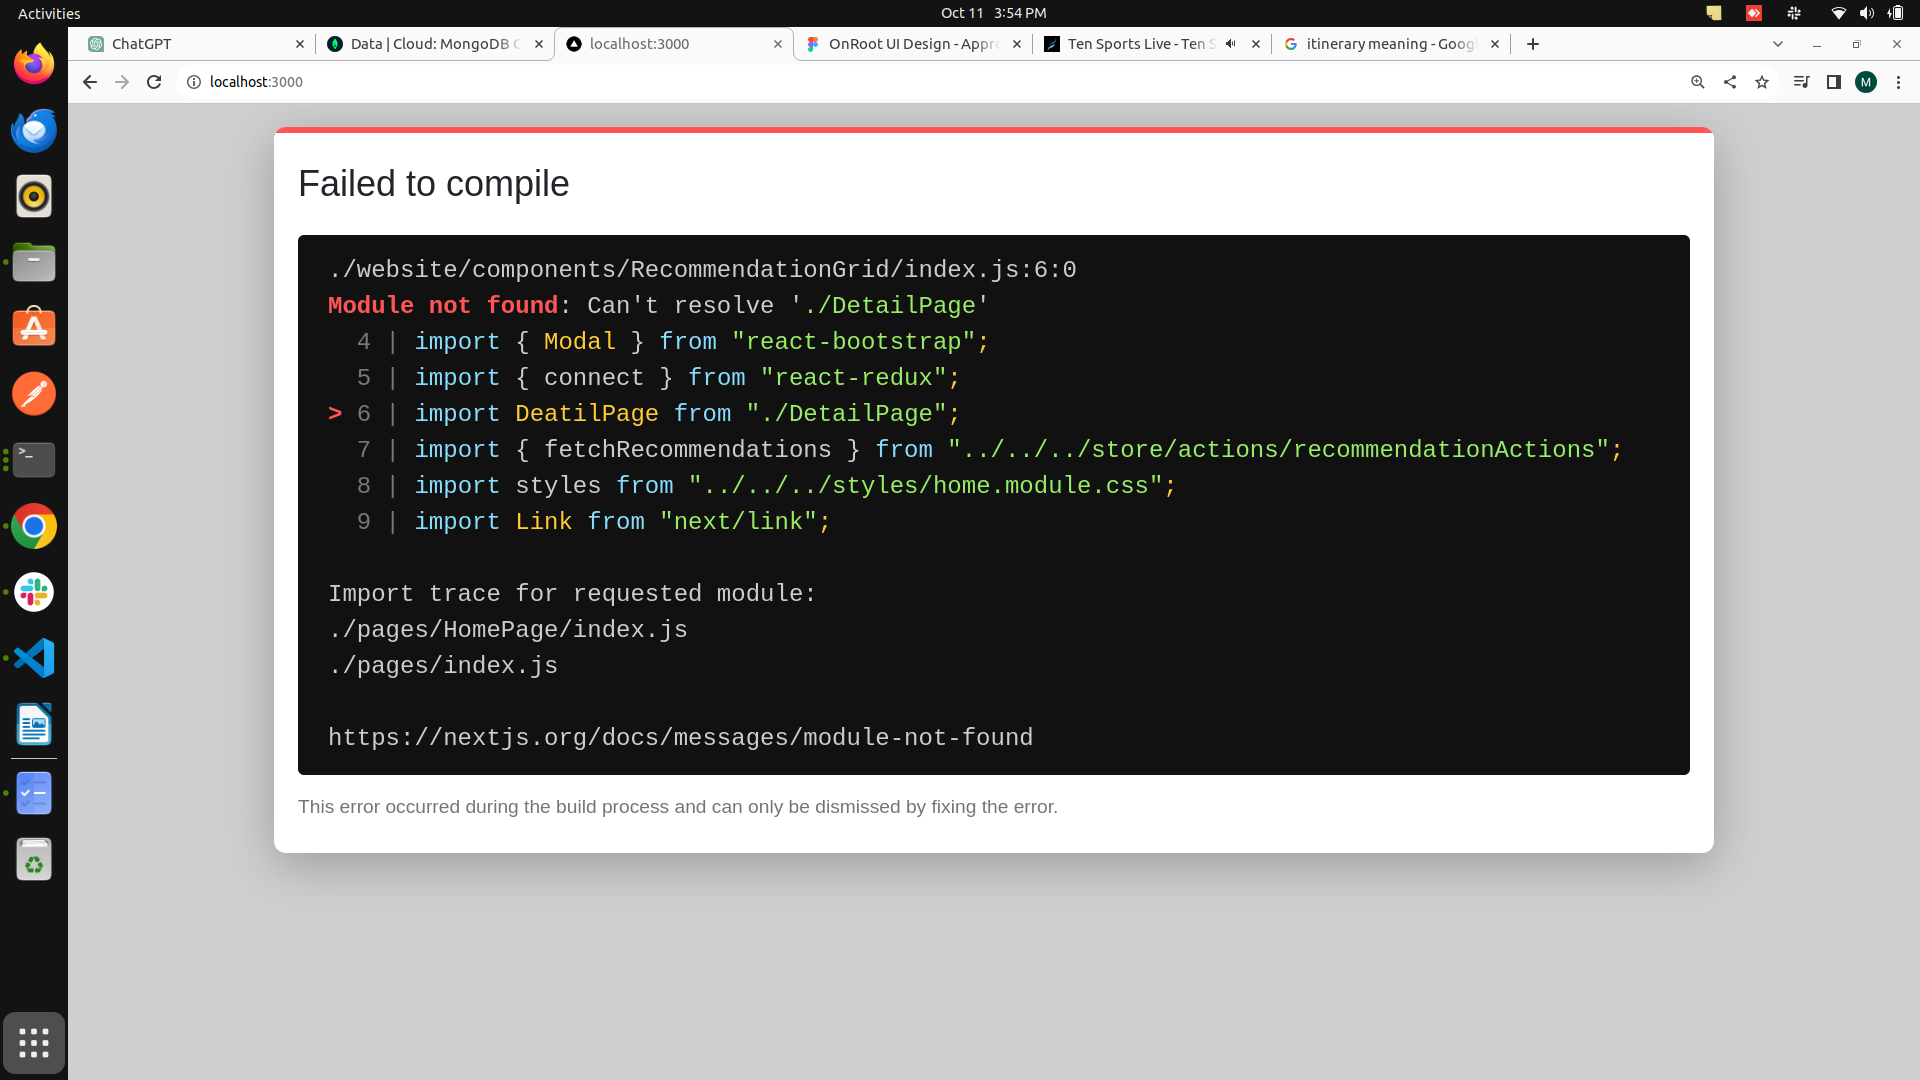 Activities
Oct 11 3:54 PM
ChatGPT
Data | Cloud: MongoDB C
localhost:3000
OnRoot UI Design - Appro
Ten Sports Live - Ten S
itinerary meaning - Googl
localhost:3000
M
Failed to compile
./website/components/RecommendationGrid/index.js:6:0
Module not found: Can't resolve './DetailPage'
4 | import { Modal } from "react-bootstrap";
5 | import { connect } from "react-redux";
> 6 | import DeatilPage from "./DetailPage";
7 | import { fetchRecommendations } from "../../../store/actions/recommendationActions";
8 | import styles from "../../../styles/home.module.css";
9 | import Link from "next/link";
Import trace for requested module:
./pages/HomePage/index.js
./pages/index.js
https://nextjs.org/docs/messages/module-not-found
This error occurred during the build process and can only be dismissed by fixing the error.